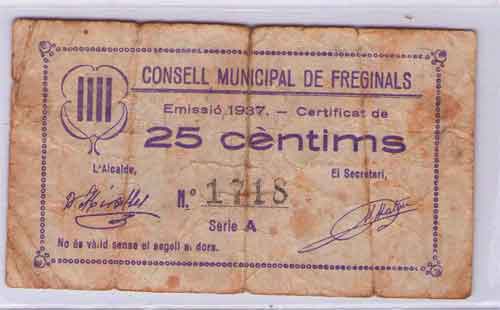 CONSELL MUNICIPAL DE FREGINALS
Emissió 1937. — Certificat de
25 cèntims
L'Alcalde, El Secretari,
N.º 1718
Serie A
No és vàlid sense el segell al dors.